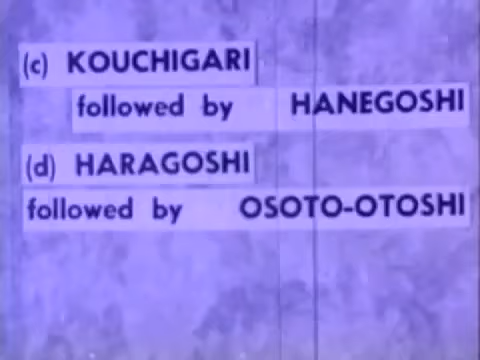 (c) KOUCHIGARI
followed by HANEGOSHI
(d) HARAGOSHI
followed by OSOTO-OTOSHI